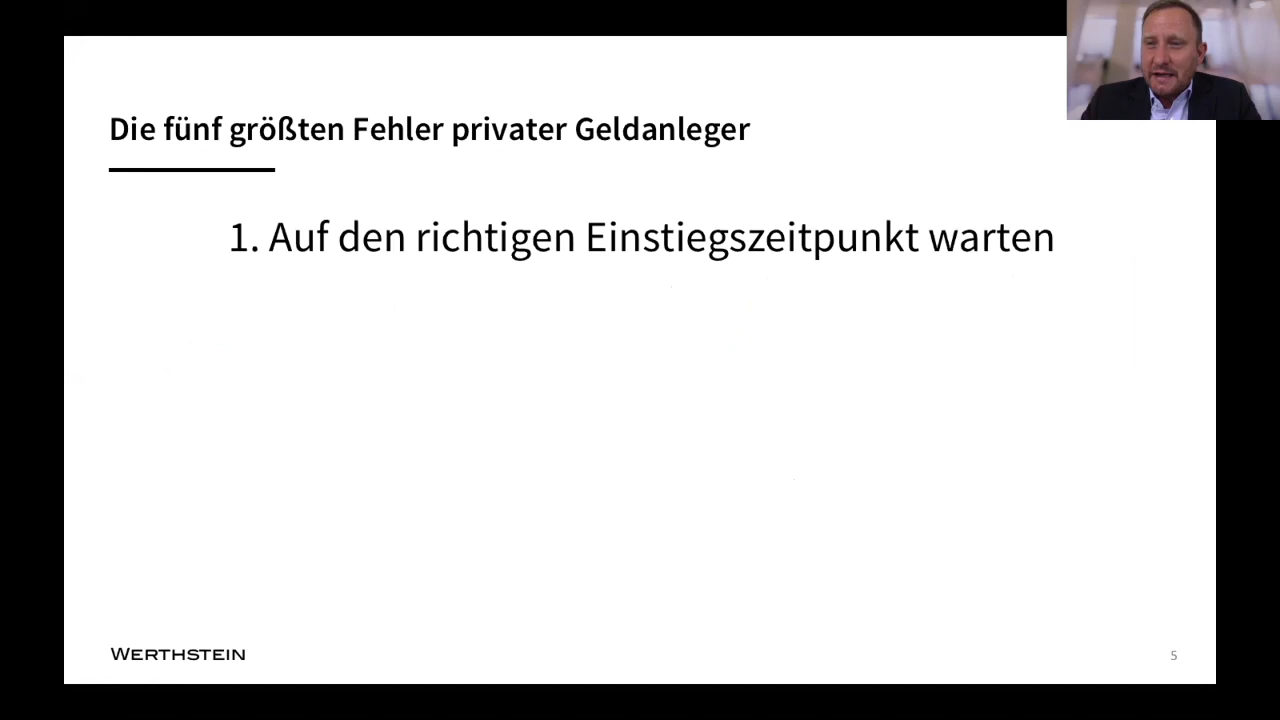 Die fünf größten Fehler privater Geldanleger
1. Auf den richtigen Einstiegszeitpunkt warten
WERTHSTEIN
5